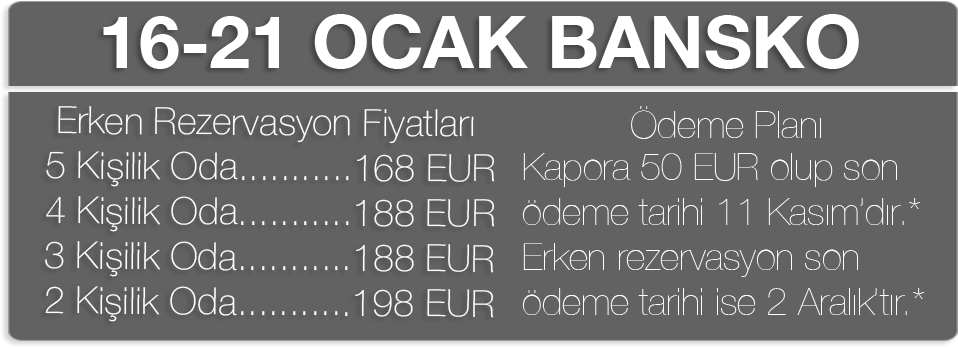 16-21 OCAK BANSKO
Erken Rezervasyon Fiyatları
5 Kişilik Oda...........168 EUR
4 Kişilik Oda...........188 EUR
3 Kişilik Oda...........188 EUR
2 Kişilik Oda...........198 EUR
Ödeme Planı
Kapora 50 EUR olup son
ödeme tarihi 11 Kasım'dır.*
Erken rezervasyon son
ödeme tarihi ise 2 Aralık'tır.*